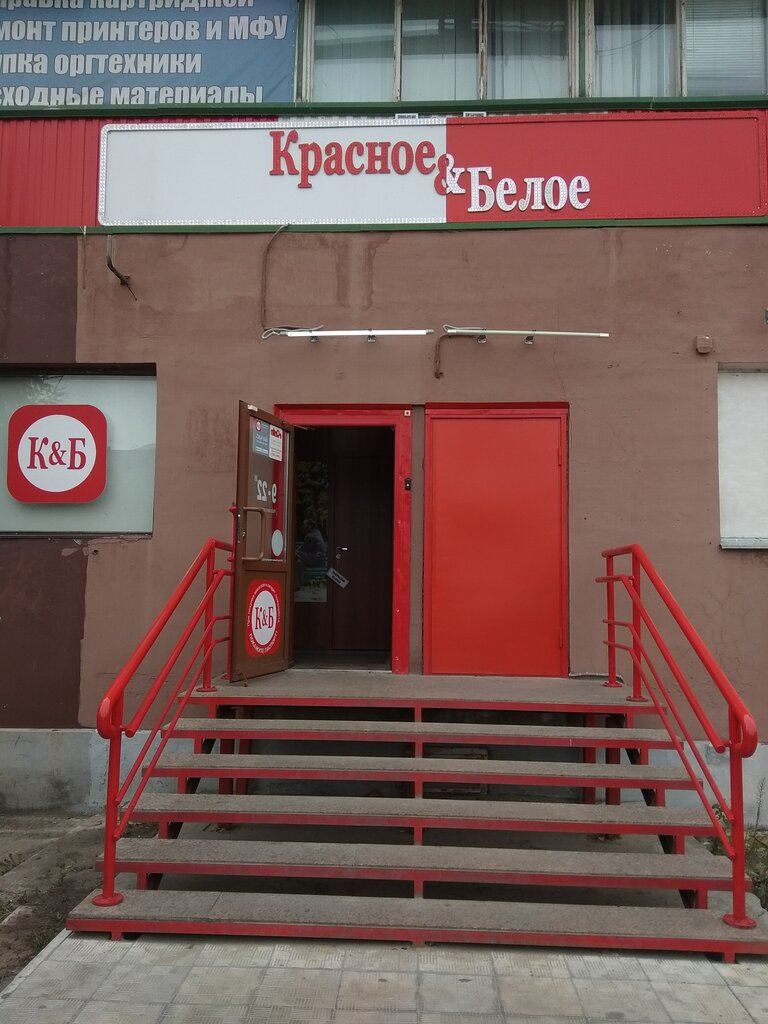 монт принтеров и МФУ
пка оргтехники
сходные материалы
Красное
&Белое
К&Б
9-22
К&Б